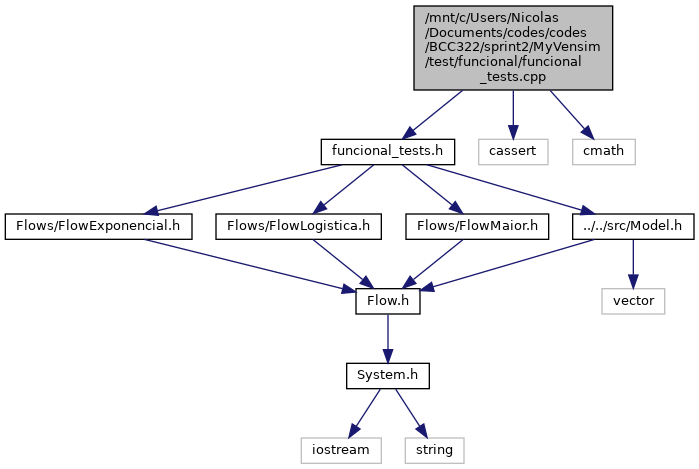 /mnt/c/Users/Nicolas
/Documents/codes/codes
/BCC322/sprint2/MyVensim
/test/funcional/funcional
_tests.cpp
funcional_tests.h
cassert
cmath
Flows/FlowExponencial.h
Flows/FlowLogistica.h
Flows/FlowMaior.h
../../src/Model.h
Flow.h
vector
System.h
iostream
string